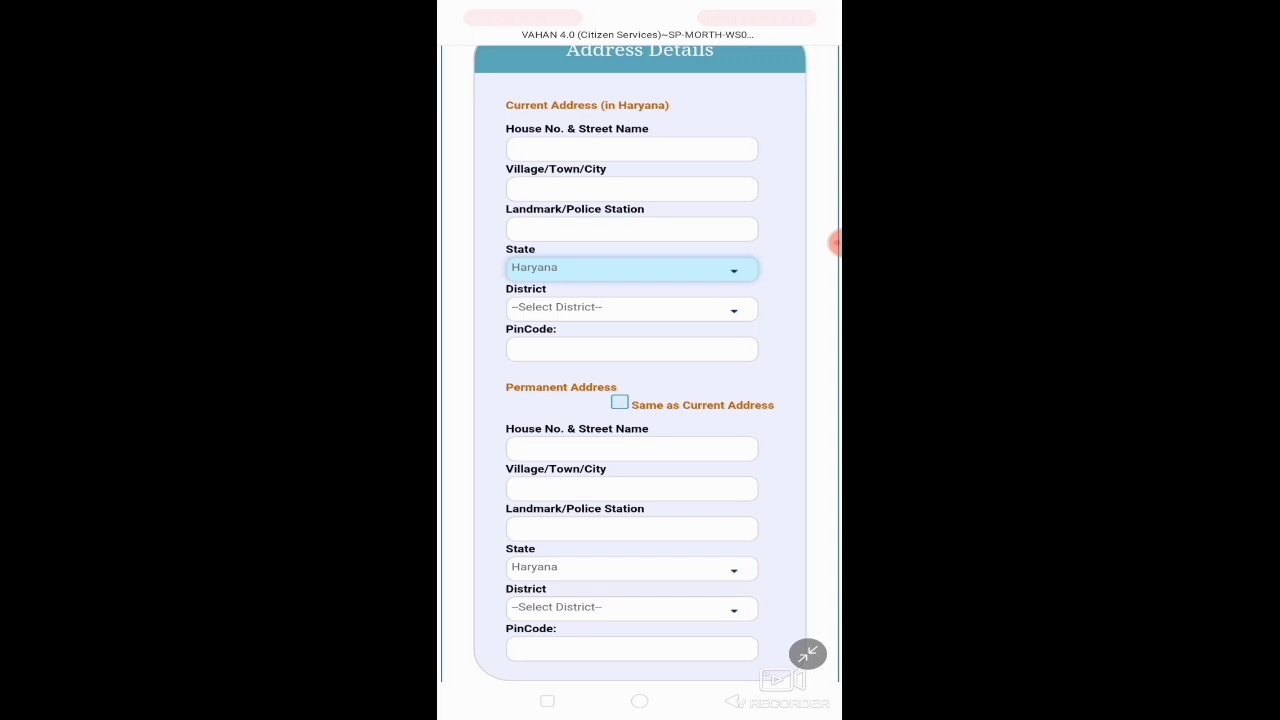 VAHAN 4.0 (Citizen Services)~SP-MORTH-WS0...
Address Details
Current Address (in Haryana)
House No. & Street Name
Village/Town/City
Landmark/Police Station
State
Haryana
District
--Select District--
PinCode:
Permanent Address
Same as Current Address
House No. & Street Name
Village/Town/City
Landmark/Police Station
State
Haryana
District
--Select District--
PinCode:
V RECORDER